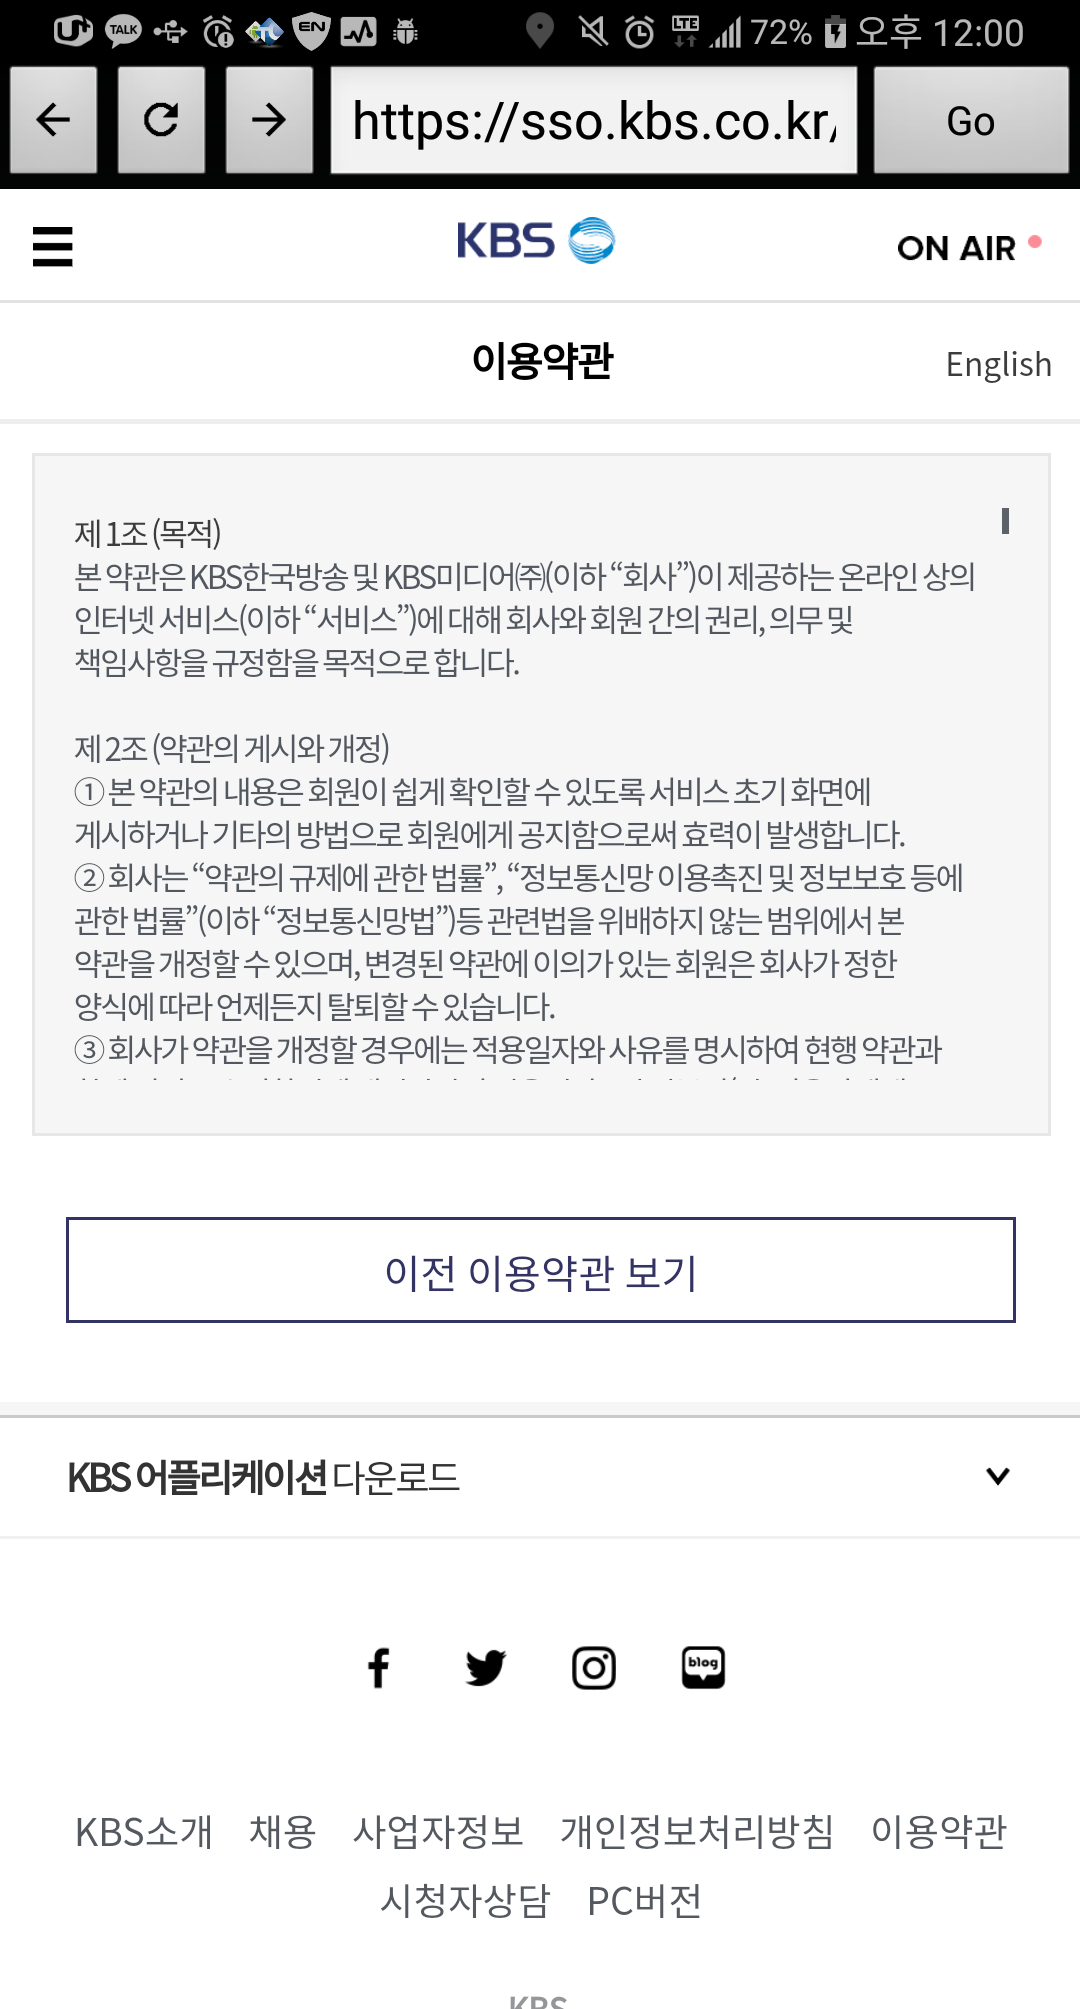 TALK EN LTE 72% 오후 12:00
https://sso.kbs.co.kr/ Go
KBS ON AIR
이용약관 English
제 1조 (목적)
본 약관은 KBS한국방송 및 KBS미디어㈜(이하 “회사”)이 제공하는 온라인 상의
인터넷 서비스(이하 “서비스”)에 대해 회사와 회원 간의 권리, 의무 및
책임사항을 규정함을 목적으로 합니다.
제 2조 (약관의 게시와 개정)
① 본 약관의 내용은 회원이 쉽게 확인할 수 있도록 서비스 초기 화면에
게시하거나 기타의 방법으로 회원에게 공지함으로써 효력이 발생합니다.
② 회사는 “약관의 규제에 관한 법률”, “정보통신망 이용촉진 및 정보보호 등에
관한 법률”(이하 “정보통신망법”)등 관련법을 위배하지 않는 범위에서 본
약관을 개정할 수 있으며, 변경된 약관에 이의가 있는 회원은 회사가 정한
양식에 따라 언제든지 탈퇴할 수 있습니다.
③ 회사가 약관을 개정할 경우에는 적용일자와 사유를 명시하여 현행 약관과
이전 이용약관 보기
KBS 어플리케이션 다운로드
blog
KBS소개 채용 사업자정보 개인정보처리방침 이용약관
시청자상담 PC버전
KBS